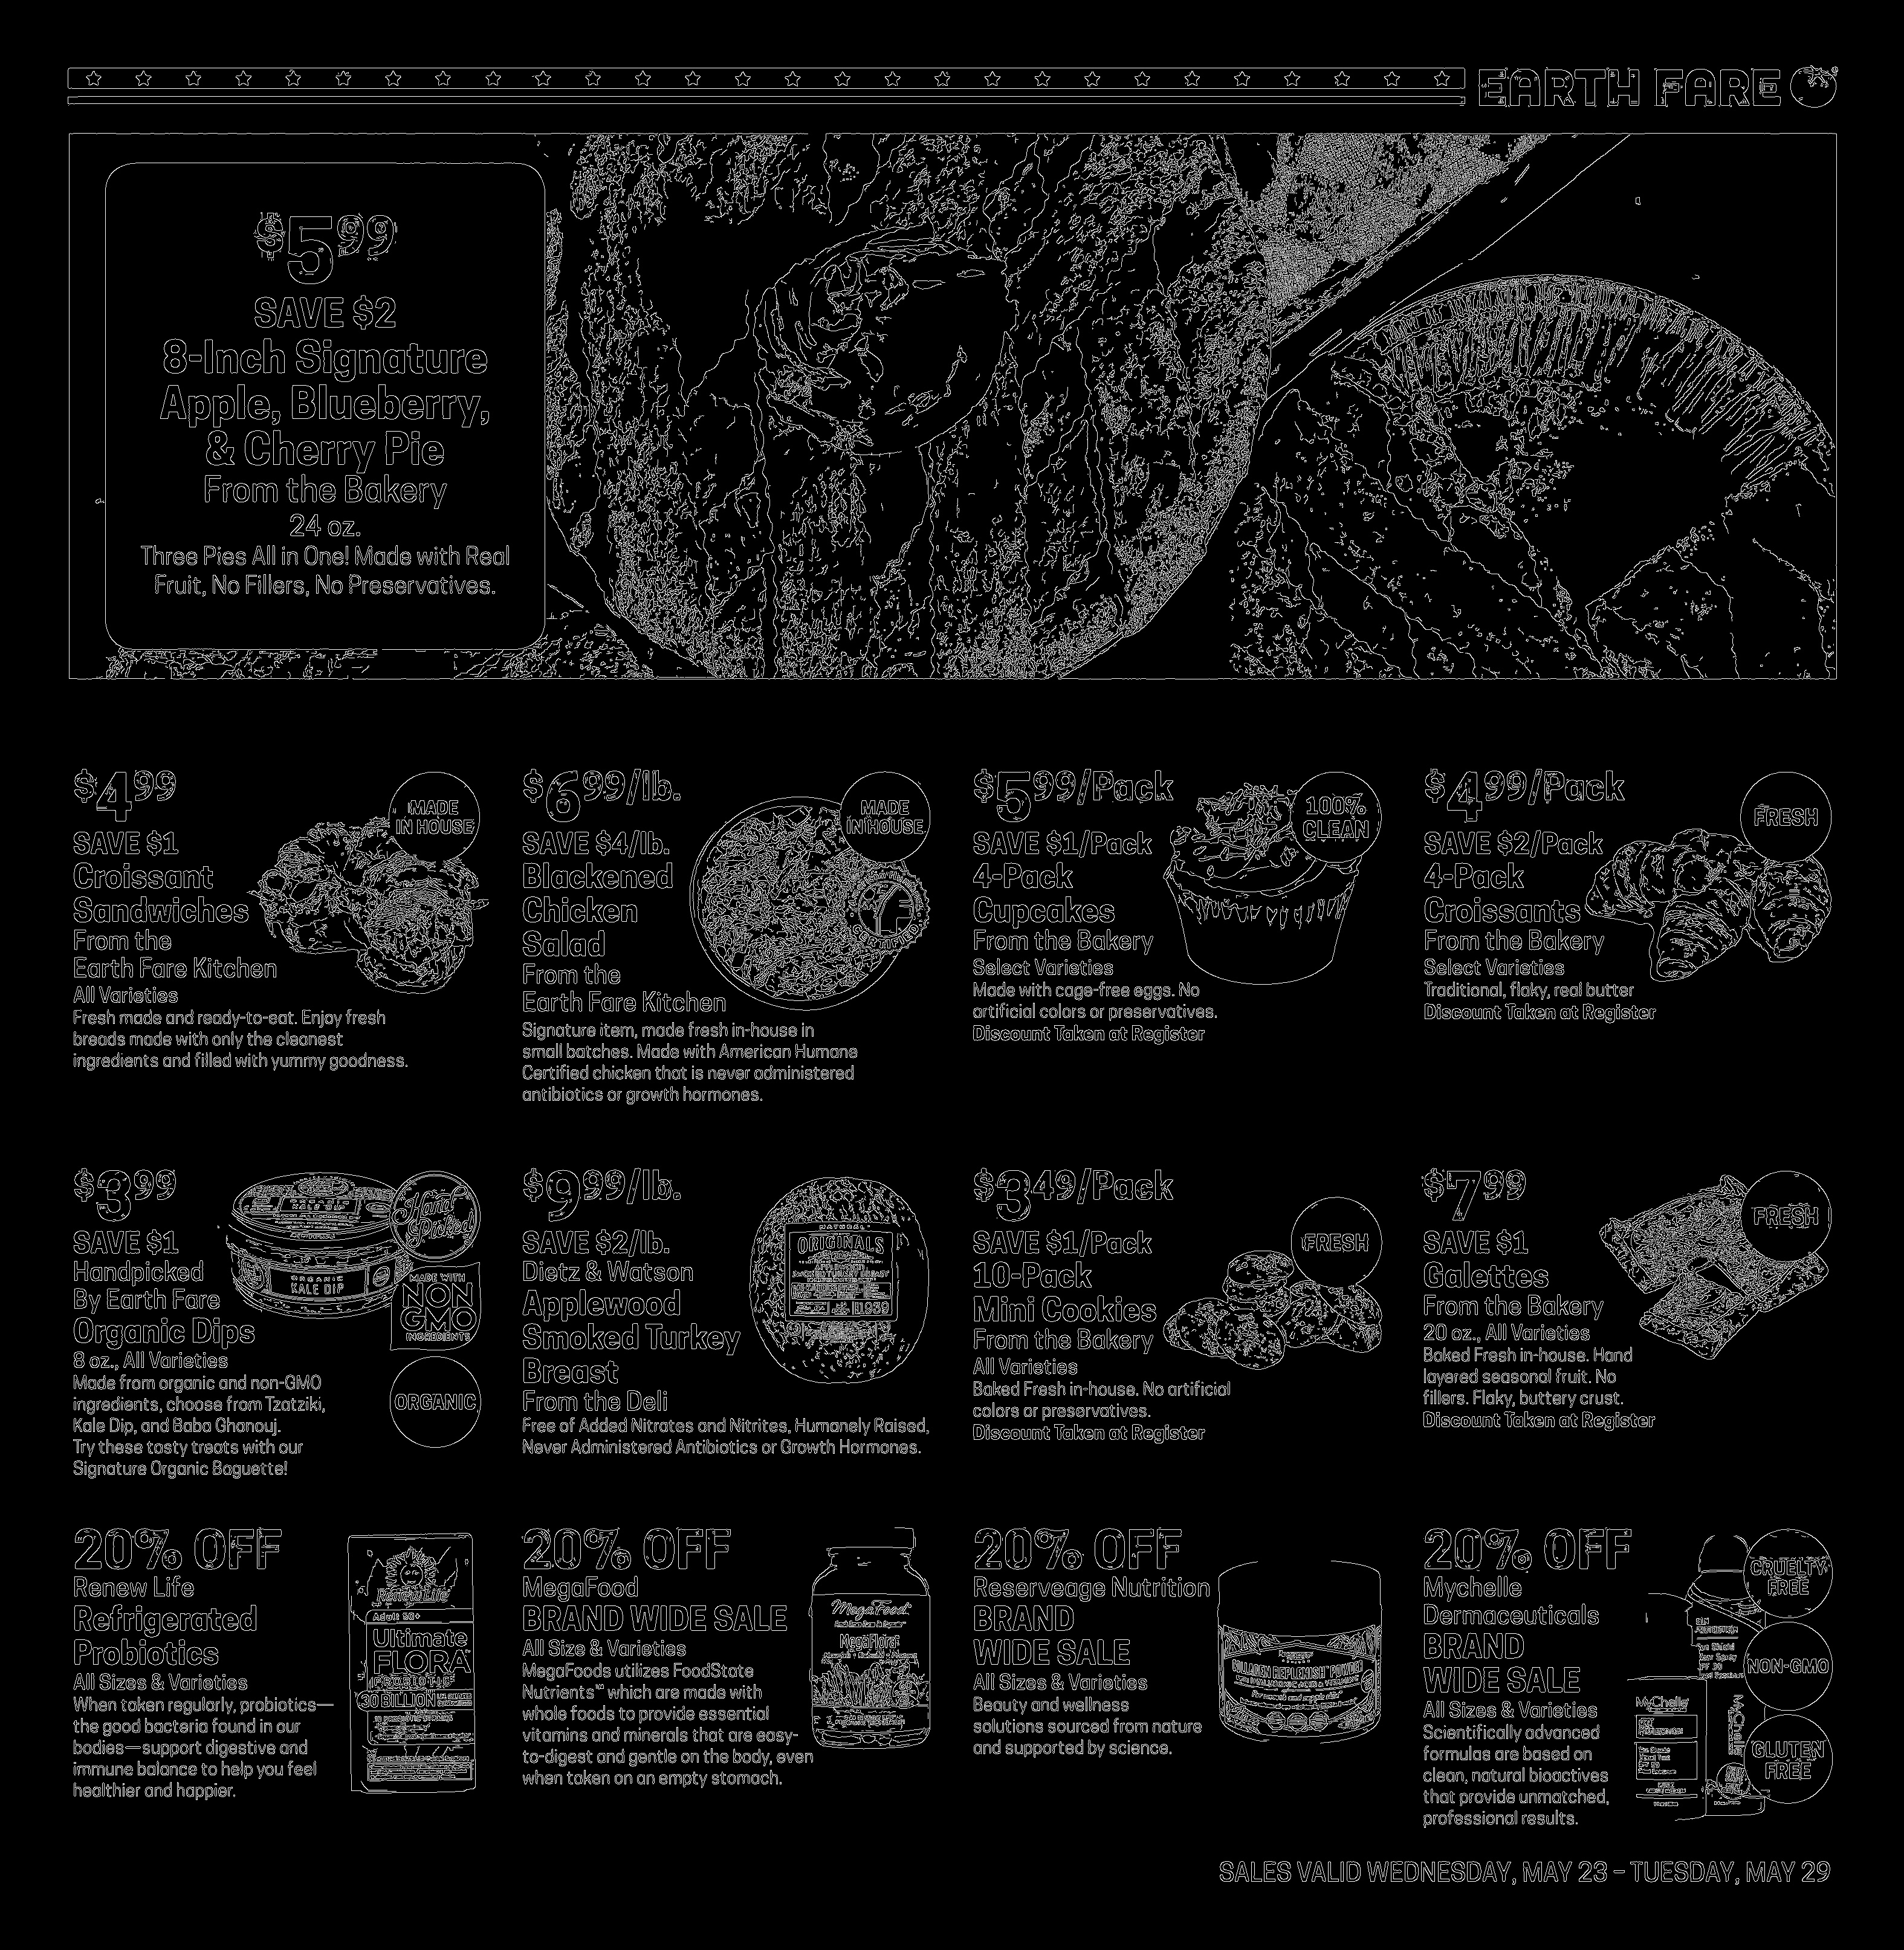 EARTH FARE
$5.99
SAVE $2
8-Inch Signature
Apple, Blueberry,
& Cherry Pie
From the Bakery
24 oz.
Three Pies All in One! Made with Real
Fruit, No Fillers, No Preservatives.
$4.99
SAVE $1
Croissant
Sandwiches
From the
Earth Fare Kitchen
All Varieties
Fresh made and ready-to-eat. Enjoy fresh
breads made with only the cleanest
ingredients and filled with yummy goodness.
MADE
IN HOUSE
$6.99/lb.
SAVE $4/lb.
Blackened
Chicken
Salad
From the
Earth Fare Kitchen
Signature item, made fresh in-house in
small batches. Made with American Humane
Certified chicken that is never administered
antibiotics or growth hormones.
MADE
IN HOUSE
CERTIFIED
$5.99/Pack
SAVE $1/Pack
4-Pack
Cupcakes
From the Bakery
Select Varieties
Made with cage-free eggs. No
artificial colors or preservatives.
Discount Taken at Register
100%
CLEAN
$4.99/Pack
SAVE $2/Pack
4-Pack
Croissants
From the Bakery
Select Varieties
Traditional, flaky, real butter
Discount Taken at Register
FRESH
$3.99
SAVE $1
Handpicked
By Earth Fare
Organic Dips
8 oz., All Varieties
Made from organic and non-GMO
ingredients, choose from Tzatziki,
Kale Dip, and Baba Ghanouj.
Try these tasty treats with our
Signature Organic Baguette!
ORGANIC
KALE DIP
ORGANIC
KALE DIP
Hand
Picked
MADE WITH
NON
GMO
INGREDIENTS
ORGANIC
$9.99/lb.
SAVE $2/lb.
Dietz & Watson
Applewood
Smoked Turkey
Breast
From the Deli
Free of Added Nitrates and Nitrites, Humanely Raised,
Never Administered Antibiotics or Growth Hormones.
NATURAL
ORIGINALS
1939
$3.49/Pack
SAVE $1/Pack
10-Pack
Mini Cookies
From the Bakery
All Varieties
Baked Fresh in-house. No artificial
colors or preservatives.
Discount Taken at Register
FRESH
$7.99
SAVE $1
Galettes
From the Bakery
20 oz., All Varieties
Baked Fresh in-house. Hand
layered seasonal fruit. No
fillers. Flaky, buttery crust.
Discount Taken at Register
FRESH
20% OFF
Renew Life
Refrigerated
Probiotics
All Sizes & Varieties
When taken regularly, probiotics—
the good bacteria found in our
bodies—support digestive and
immune balance to help you feel
healthier and happier.
Renew Life
Adult 50+
Ultimate
FLORA
PROBIOTIC
30 BILLION
20% OFF
MegaFood
BRAND WIDE SALE
All Size & Varieties
MegaFoods utilizes FoodState
Nutrients™ which are made with
whole foods to provide essential
vitamins and minerals that are easy-
to-digest and gentle on the body, even
when taken on an empty stomach.
MegaFood
MegaFlora
20% OFF
Reserveage Nutrition
BRAND
WIDE SALE
All Sizes & Varieties
Beauty and wellness
solutions sourced from nature
and supported by science.
COLLAGEN REPLENISH POWDER
20% OFF
Mychelle
Dermaceuticals
BRAND
WIDE SALE
All Sizes & Varieties
Scientifically advanced
formulas are based on
clean, natural bioactives
that provide unmatched,
professional results.
MyChelle
MyChelle
CRUELTY
FREE
NON-GMO
GLUTEN
FREE
SALES VALID WEDNESDAY, MAY 23 – TUESDAY, MAY 29